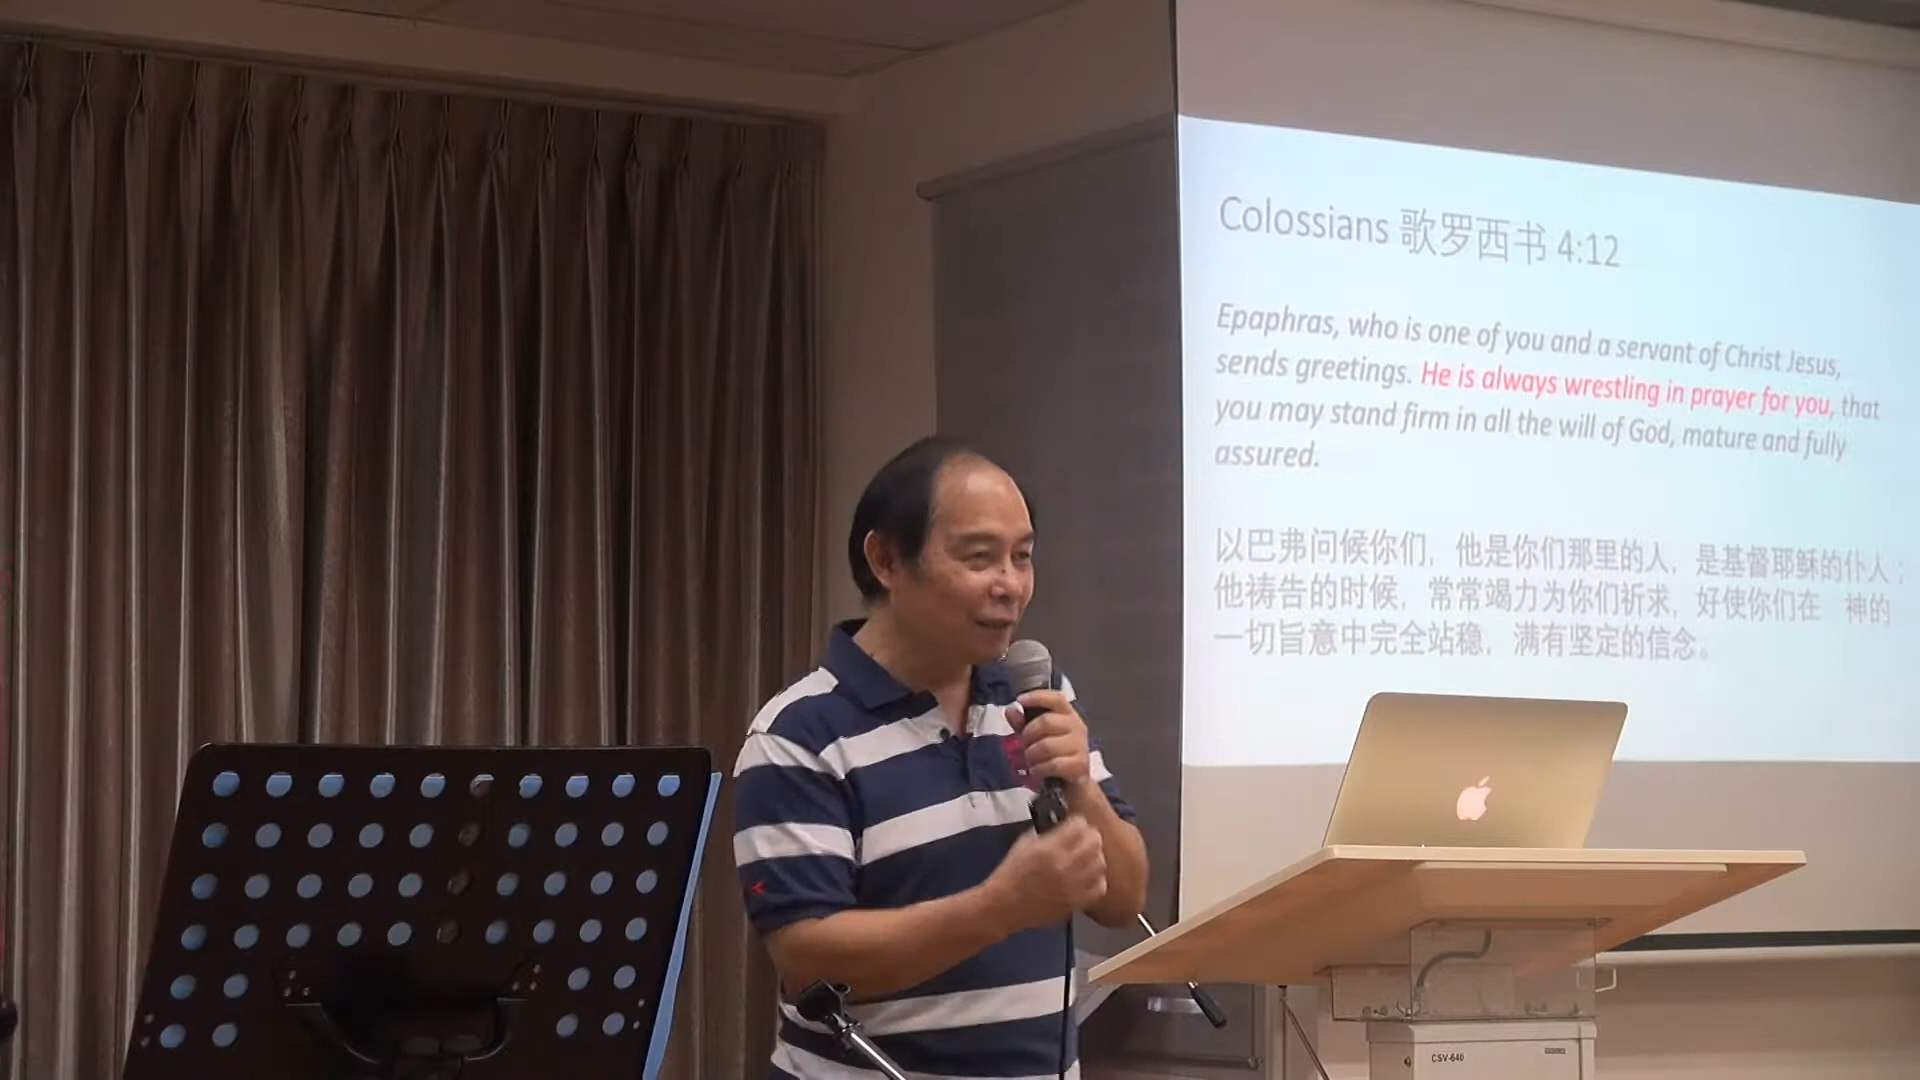 Colossians 歌罗西书 4:12
Epaphras, who is one of you and a servant of Christ Jesus,
sends greetings. He is always wrestling in prayer for you, that
you may stand firm in all the will of God, mature and fully
assured.
以巴弗问候你们，他是你们那里的人，是基督耶稣的仆人；
他祷告的时候，常常竭力为你们祈求，好使你们在　神的
一切旨意中完全站稳，满有坚定的信念。
CSV-640